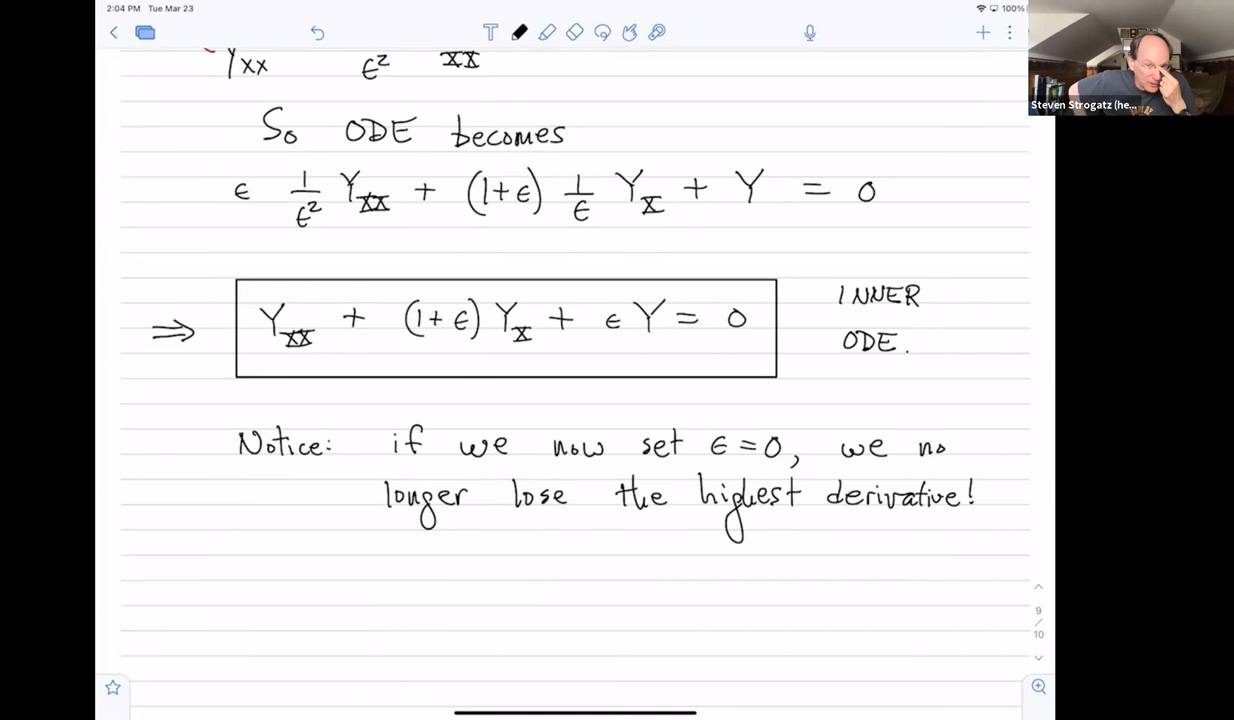 2:04 PM Tue Mar 23
100%
Yxx ϵ² XX
So ODE becomes
ϵ 1/ϵ² Y_XX + (1+ϵ) 1/ϵ Y_X + Y = 0
⇒ Y_XX + (1+ϵ) Y_X + ϵ Y = 0
INNER
ODE.
Notice: if we now set ϵ = 0, we no
longer lose the highest derivative!
Steven Strogatz (he...
9
/
10